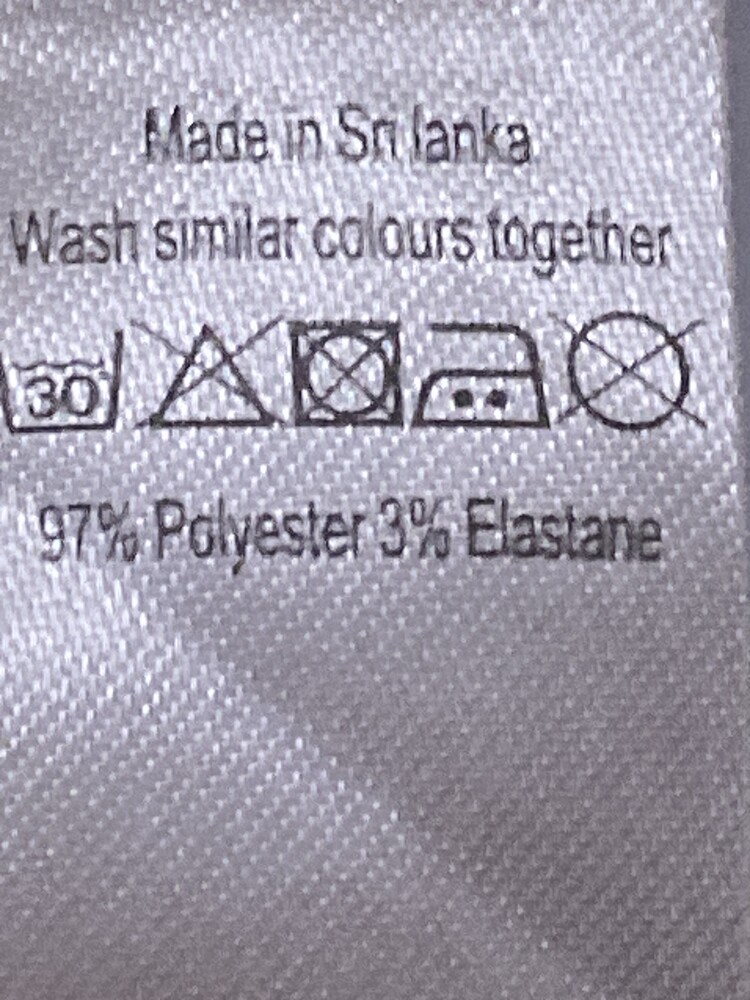 Made in Sri lanka
Wash similar colours together
30
97% Polyester 3% Elastane